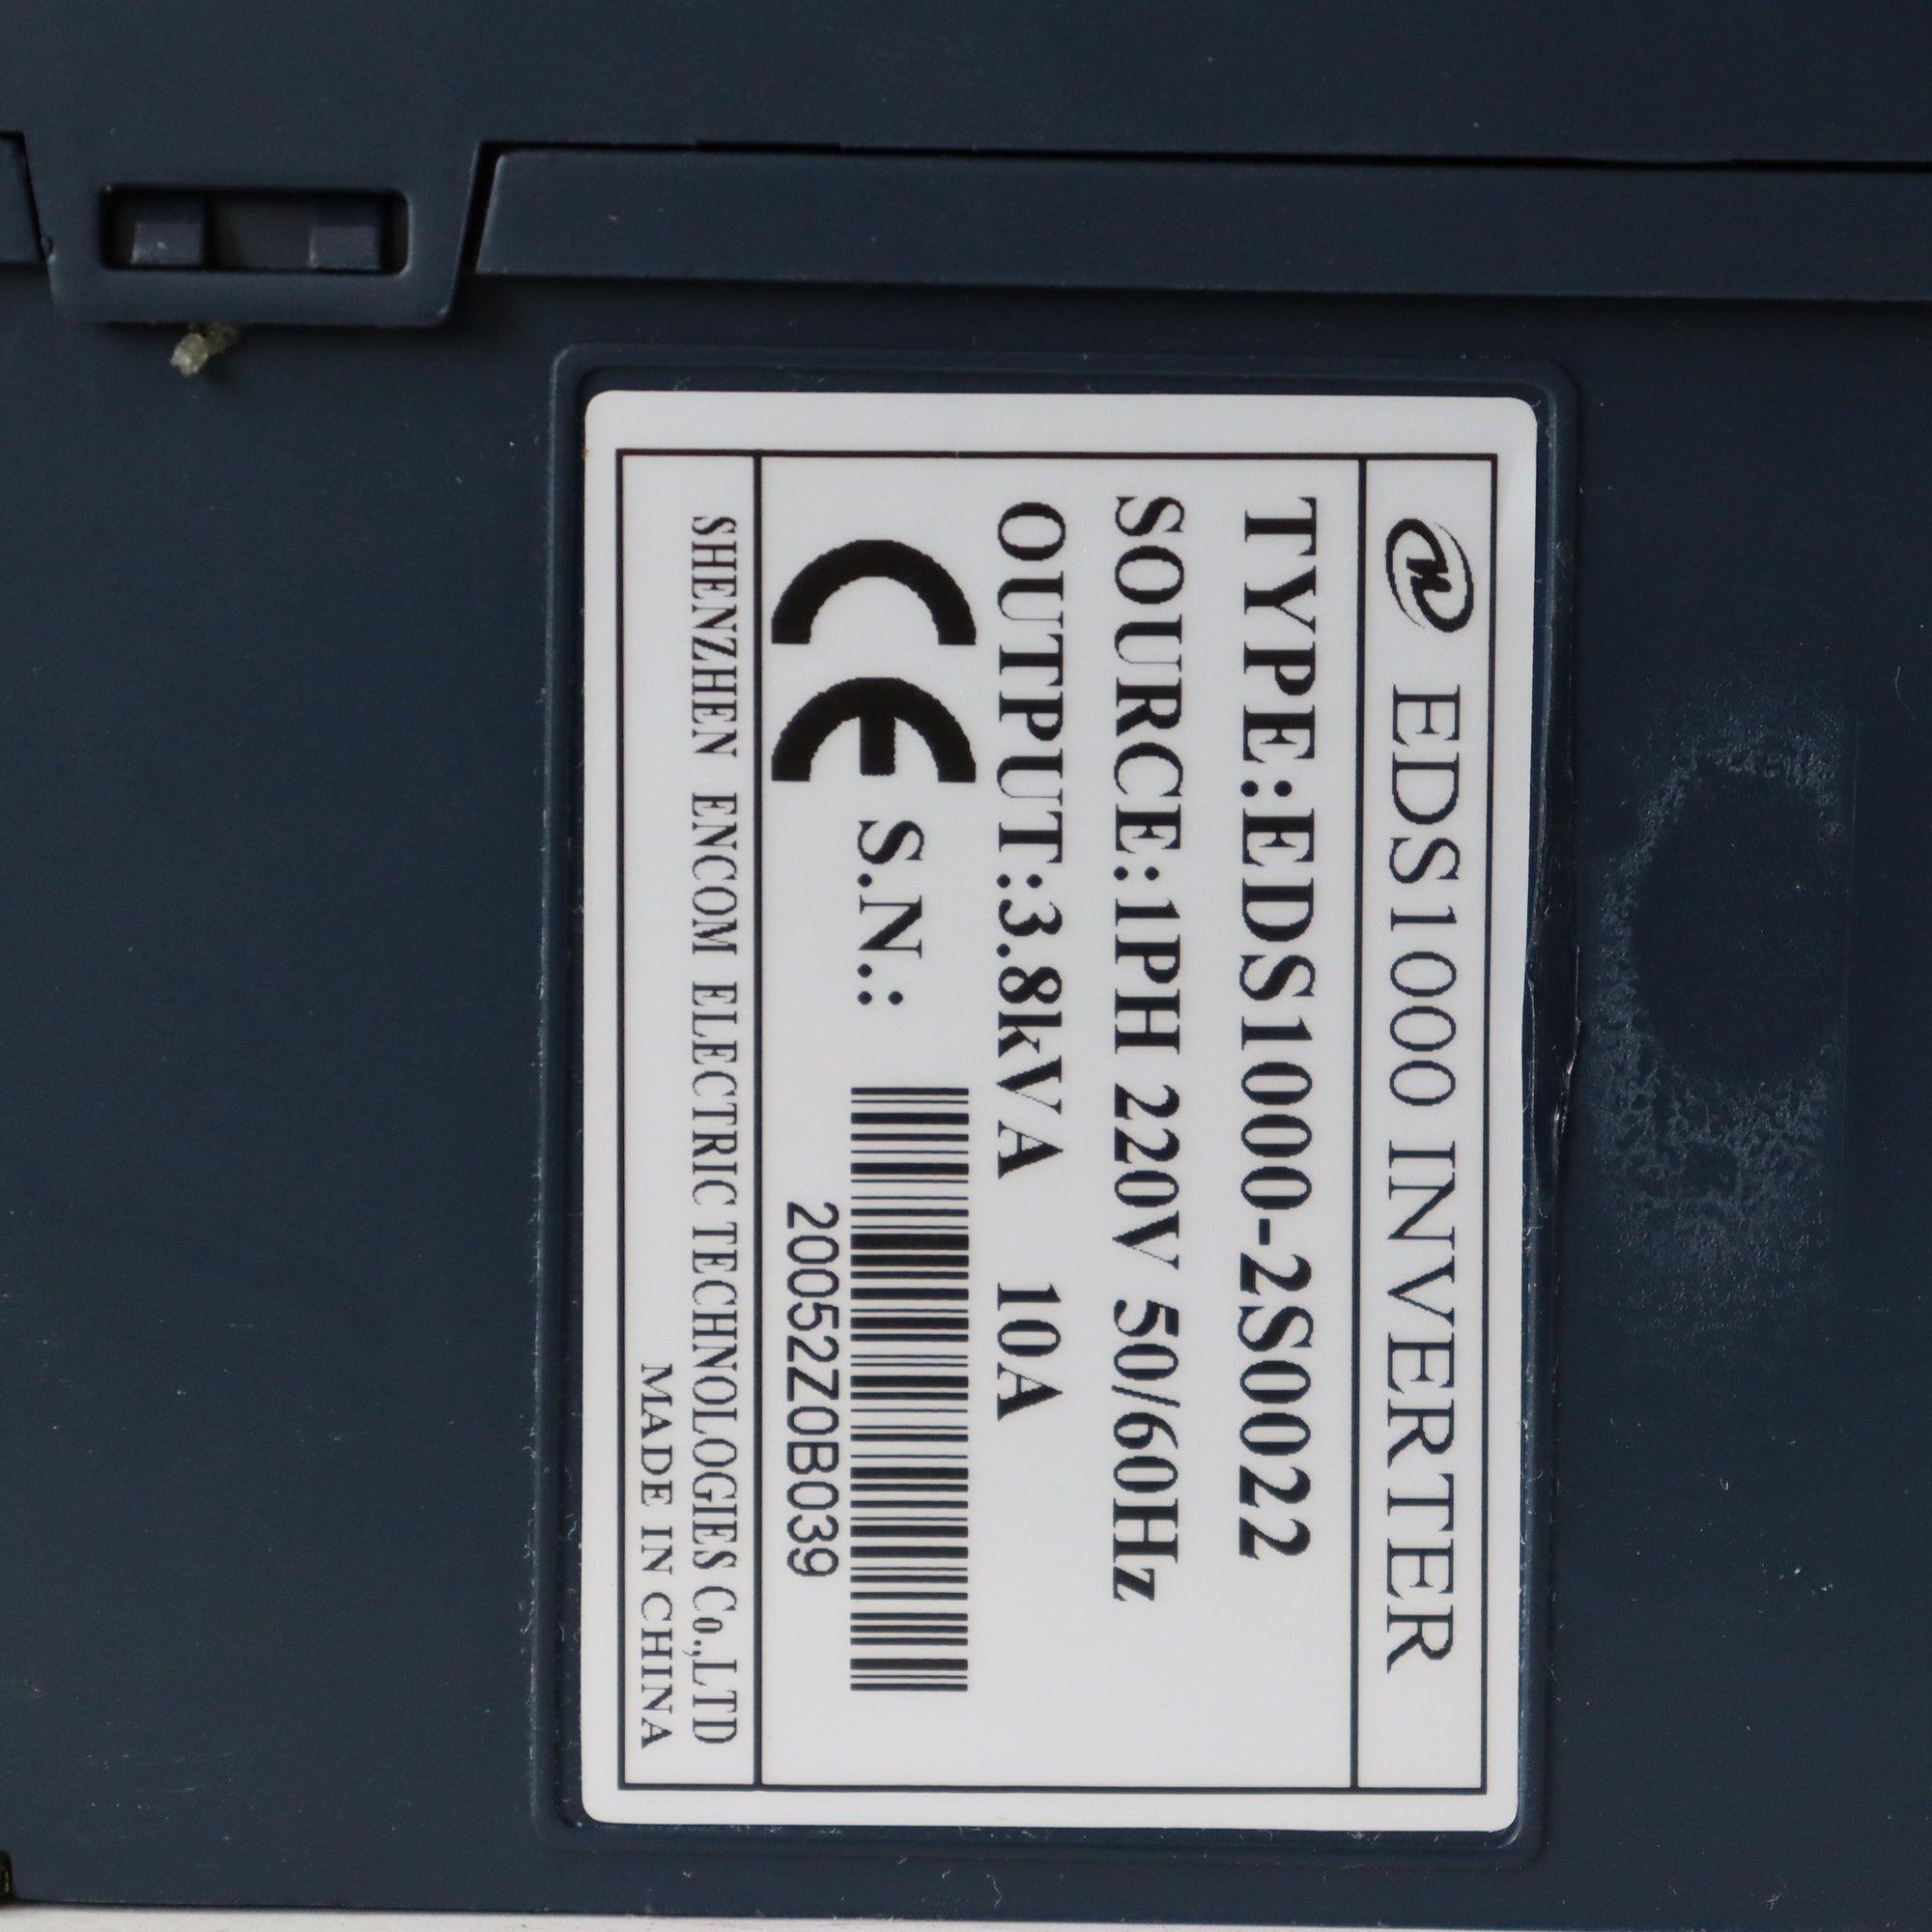 EDS1000 INVERTER
TYPE:EDS1000-2S0022
SOURCE:1PH 220V 50/60Hz
OUTPUT:3.8kVA 10A
CE S.N.:
20052Z0B039
SHENZHEN ENCOM ELECTRIC TECHNOLOGIES Co.,LTD
MADE IN CHINA